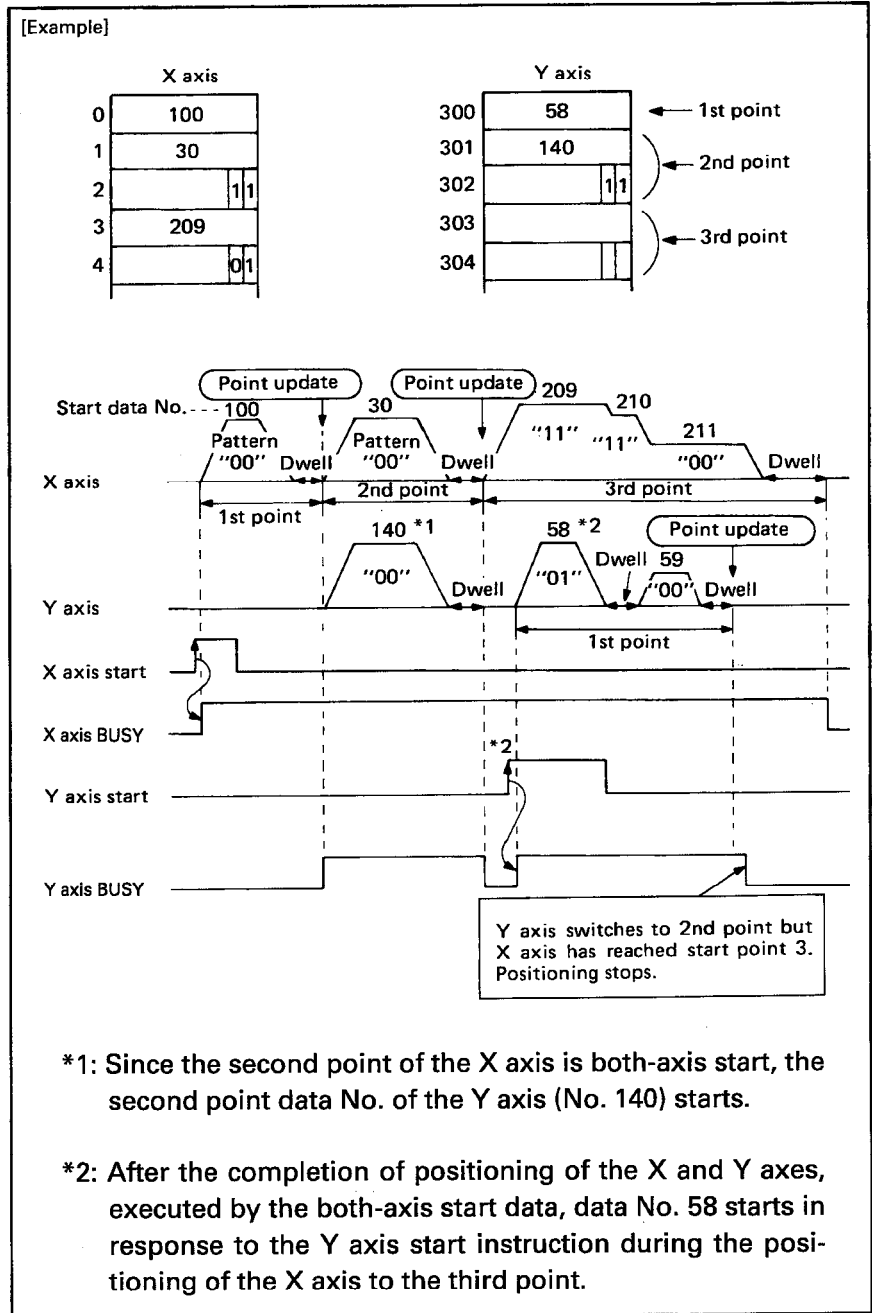 [Example]
X axis
Y axis
0 100
300 58 1st point
1 30
301 140
2nd point
2 1 1
302 1 1
3 209
303
3rd point
4 0 1
304
Point update
Point update
209
210
Start data No. --- 100
30
211
Pattern
"00"
Pattern
"00"
"11"
"11"
"00"
Dwell
Dwell
Dwell
X axis
1st point
2nd point
3rd point
140 *1
58 *2
Point update
Dwell 59
"00"
Dwell
"01"
"00"
Dwell
Y axis
1st point
X axis start
X axis BUSY
*2
Y axis start
Y axis BUSY
Y axis switches to 2nd point but
X axis has reached start point 3.
Positioning stops.
*1: Since the second point of the X axis is both-axis start, the
second point data No. of the Y axis (No. 140) starts.
*2: After the completion of positioning of the X and Y axes,
executed by the both-axis start data, data No. 58 starts in
response to the Y axis start instruction during the posi-
tioning of the X axis to the third point.